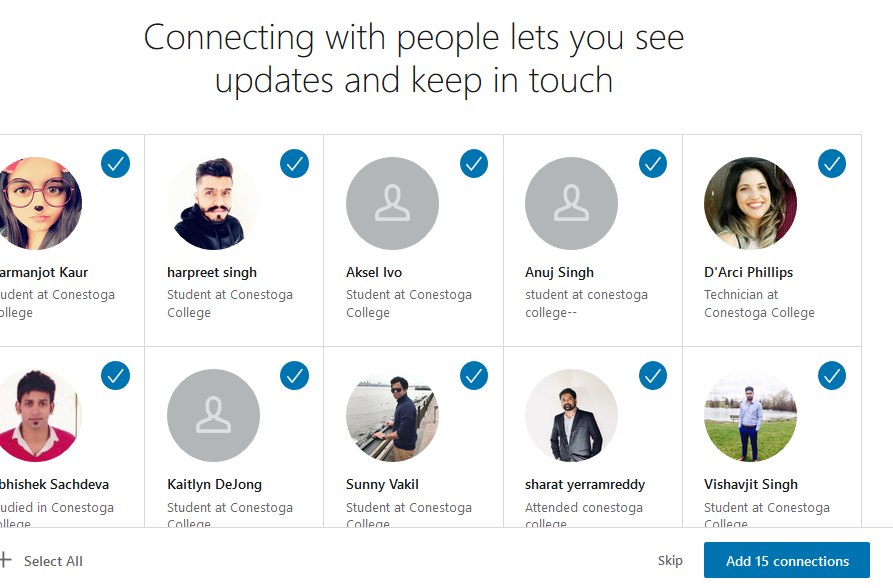 Connecting with people lets you see
updates and keep in touch
armanjot Kaur
udent at Conestoga
ollege
harpreet singh
Student at Conestoga
College
Aksel Ivo
Student at Conestoga
College
Anuj Singh
student at conestoga
college--
D'Arci Phillips
Technician at
Conestoga College
bhishek Sachdeva
udied in Conestoga
ollege
Kaitlyn DeJong
Student at Conestoga
College
Sunny Vakil
Student at Conestoga
College
sharat yerramreddy
Attended conestoga
college
Vishavjit Singh
Student at Conestoga
College
Select All
Skip
Add 15 connections